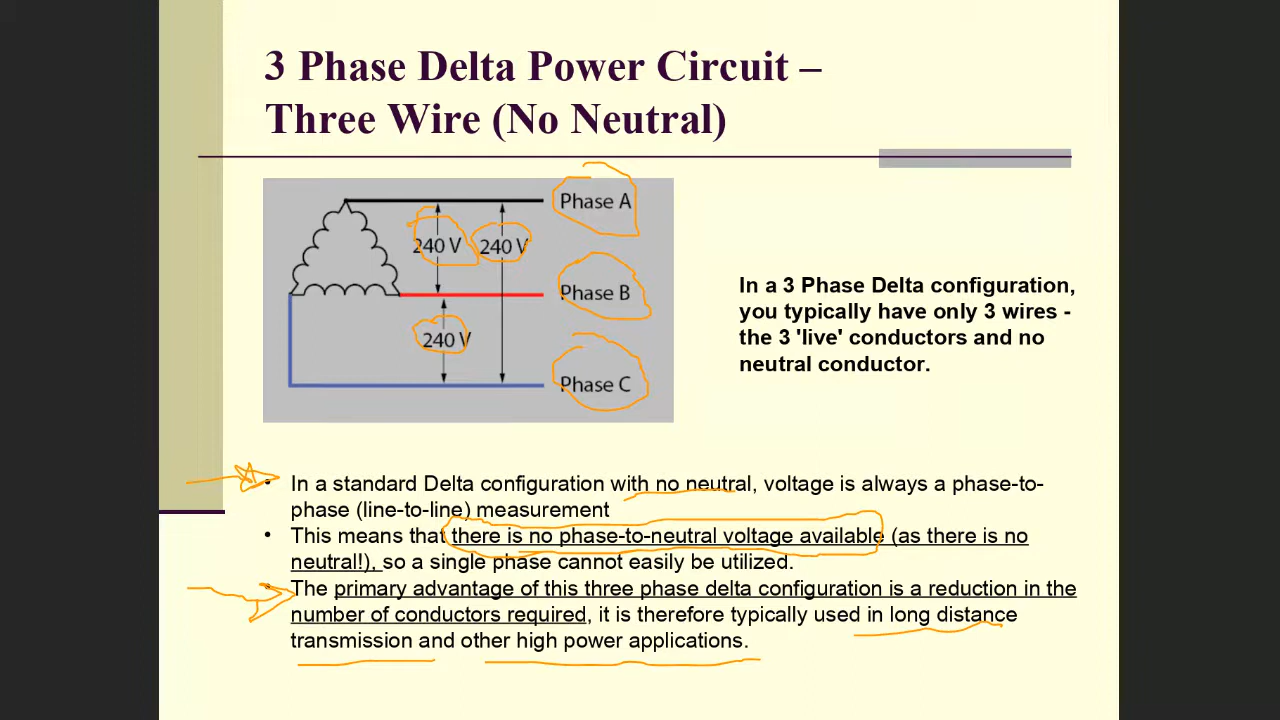 3 Phase Delta Power Circuit –
Three Wire (No Neutral)
Phase A
240 V 240 V
Phase B
240 V
Phase C
In a 3 Phase Delta configuration,
you typically have only 3 wires -
the 3 'live' conductors and no
neutral conductor.
• In a standard Delta configuration with no neutral, voltage is always a phase-to-
phase (line-to-line) measurement
• This means that there is no phase-to-neutral voltage available (as there is no
neutral!), so a single phase cannot easily be utilized.
• The primary advantage of this three phase delta configuration is a reduction in the
number of conductors required, it is therefore typically used in long distance
transmission and other high power applications.